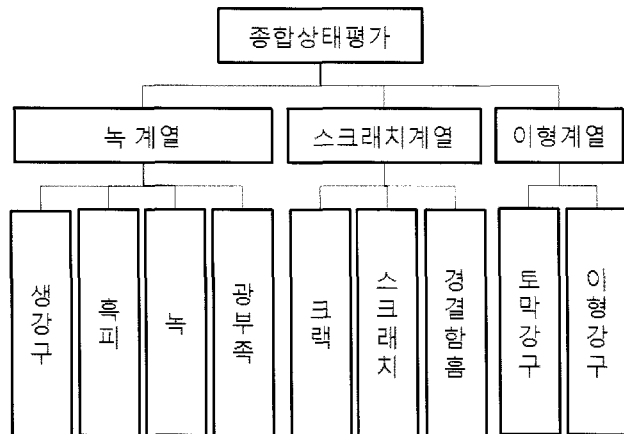 종합상태평가
녹 계열
스크래치계열
이형계열
생강구
흑피
녹
광부족
크랙
스크래치
경결함흠
토막강구
이형강구